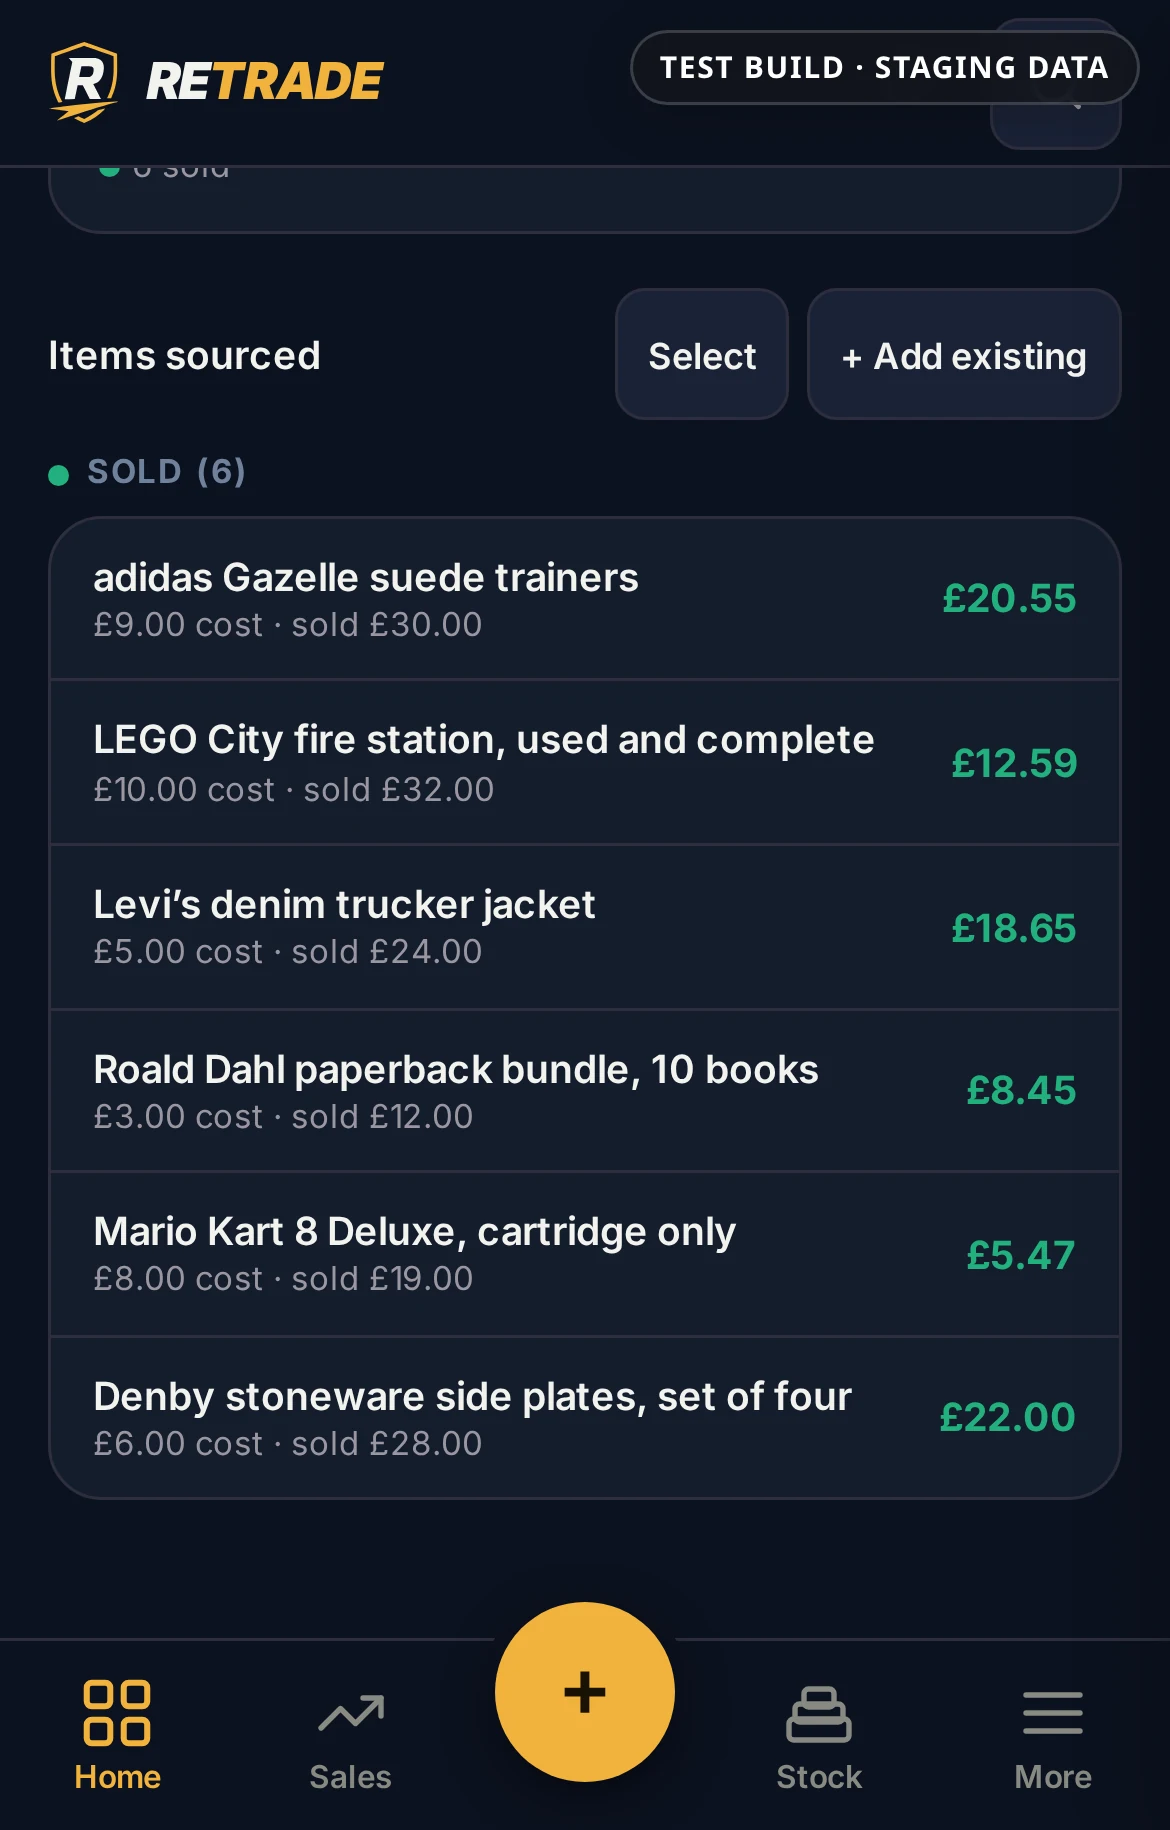 RETRADE
TEST BUILD · STAGING DATA
6 sold
Items sourced
Select
+ Add existing
SOLD (6)
adidas Gazelle suede trainers
£9.00 cost · sold £30.00
£20.55
LEGO City fire station, used and complete
£10.00 cost · sold £32.00
£12.59
Levi’s denim trucker jacket
£5.00 cost · sold £24.00
£18.65
Roald Dahl paperback bundle, 10 books
£3.00 cost · sold £12.00
£8.45
Mario Kart 8 Deluxe, cartridge only
£8.00 cost · sold £19.00
£5.47
Denby stoneware side plates, set of four
£6.00 cost · sold £28.00
£22.00
+
Home
Sales
Stock
More